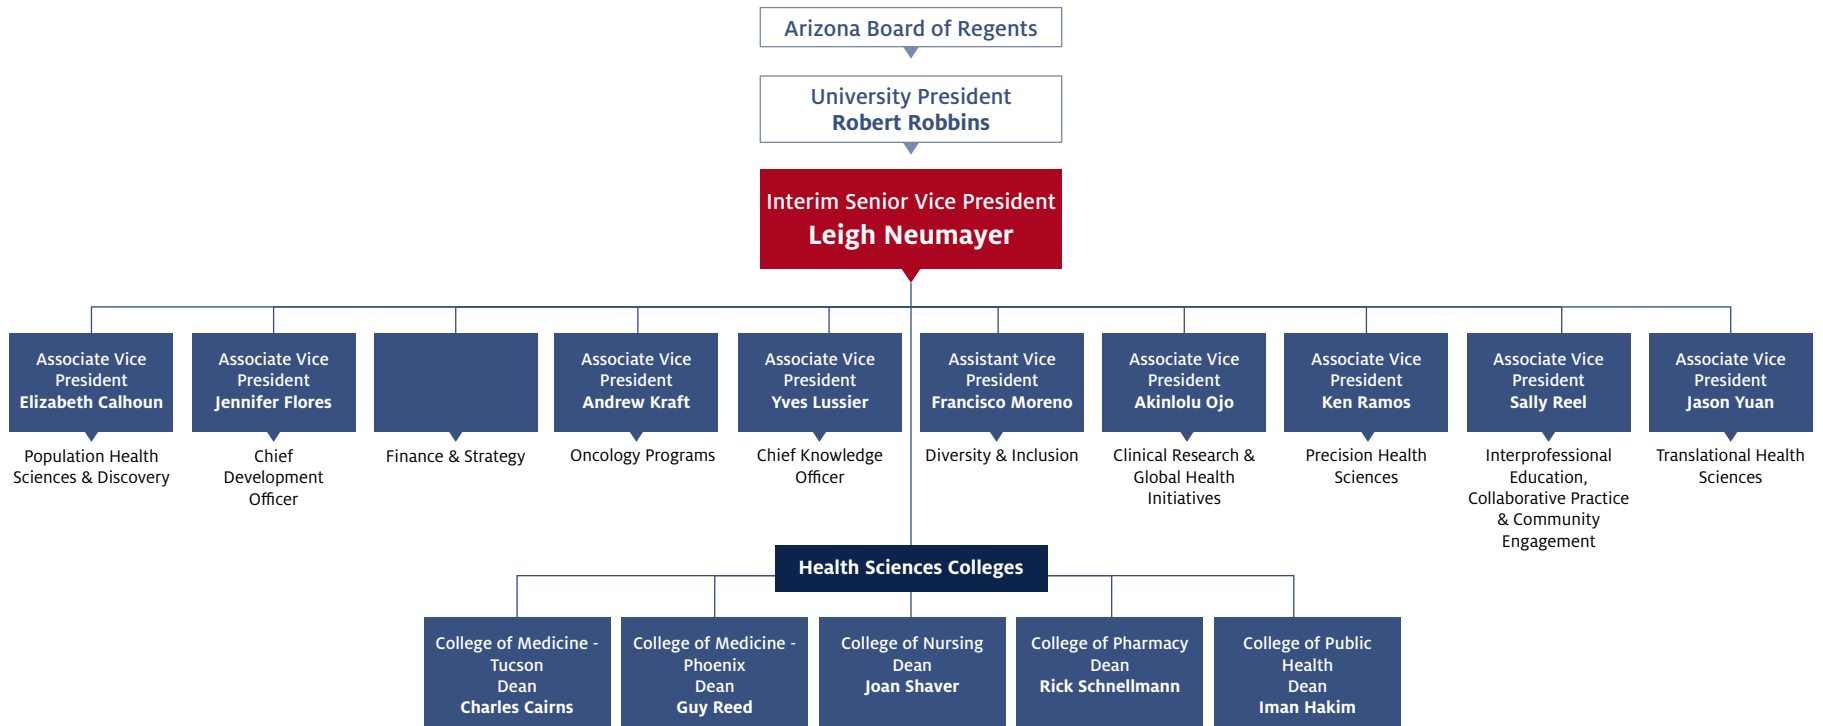 Arizona Board of Regents
University President
Robert Robbins
Interim Senior Vice President
Leigh Neumayer
Associate Vice
President
Elizabeth Calhoun
Population Health
Sciences & Discovery
Associate Vice
President
Jennifer Flores
Chief
Development
Officer
Finance & Strategy
Associate Vice
President
Andrew Kraft
Oncology Programs
Associate Vice
President
Yves Lussier
Chief Knowledge
Officer
Assistant Vice
President
Francisco Moreno
Diversity & Inclusion
Associate Vice
President
Akinlolu Ojo
Clinical Research &
Global Health
Initiatives
Associate Vice
President
Ken Ramos
Precision Health
Sciences
Associate Vice
President
Sally Reel
Interprofessional
Education,
Collaborative Practice
& Community
Engagement
Associate Vice
President
Jason Yuan
Translational Health
Sciences
Health Sciences Colleges
College of Medicine -
Tucson
Dean
Charles Cairns
College of Medicine -
Phoenix
Dean
Guy Reed
College of Nursing
Dean
Joan Shaver
College of Pharmacy
Dean
Rick Schnellmann
College of Public
Health
Dean
Iman Hakim